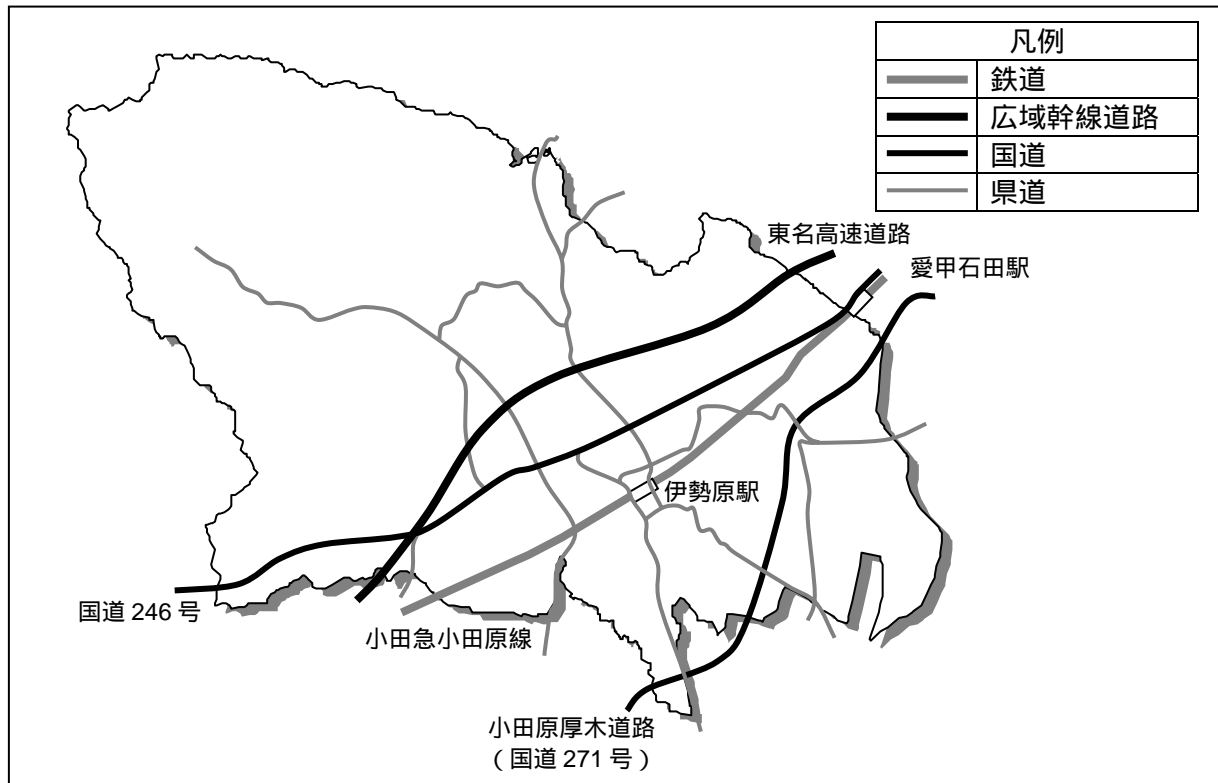 凡例
鉄道
広域幹線道路
国道
県道
東名高速道路
愛甲石田駅
伊勢原駅
国道 246 号
小田急小田原線
小田原厚木道路
（国道 271 号）